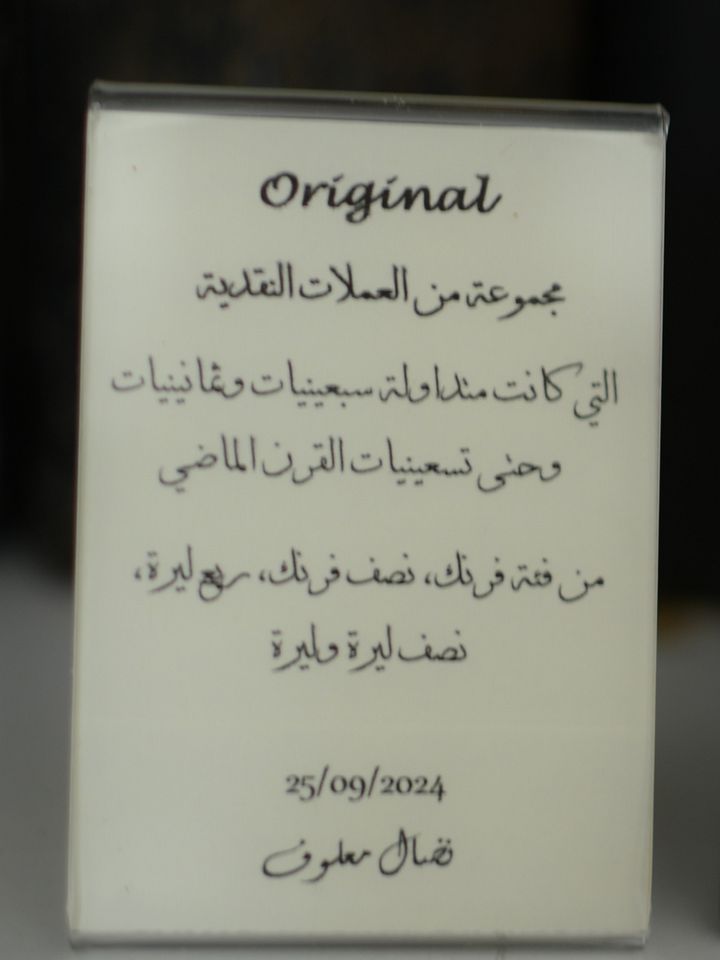 Original
مجموعة من العملات النقدية
التي كانت متداولة سبعينيات وثمانينيات
وحتى تسعينيات القرن الماضي
من فئة فرنك، نصف فرنك، ربع ليرة،
نصف ليرة وليرة
25/09/2024
نضال معلوف